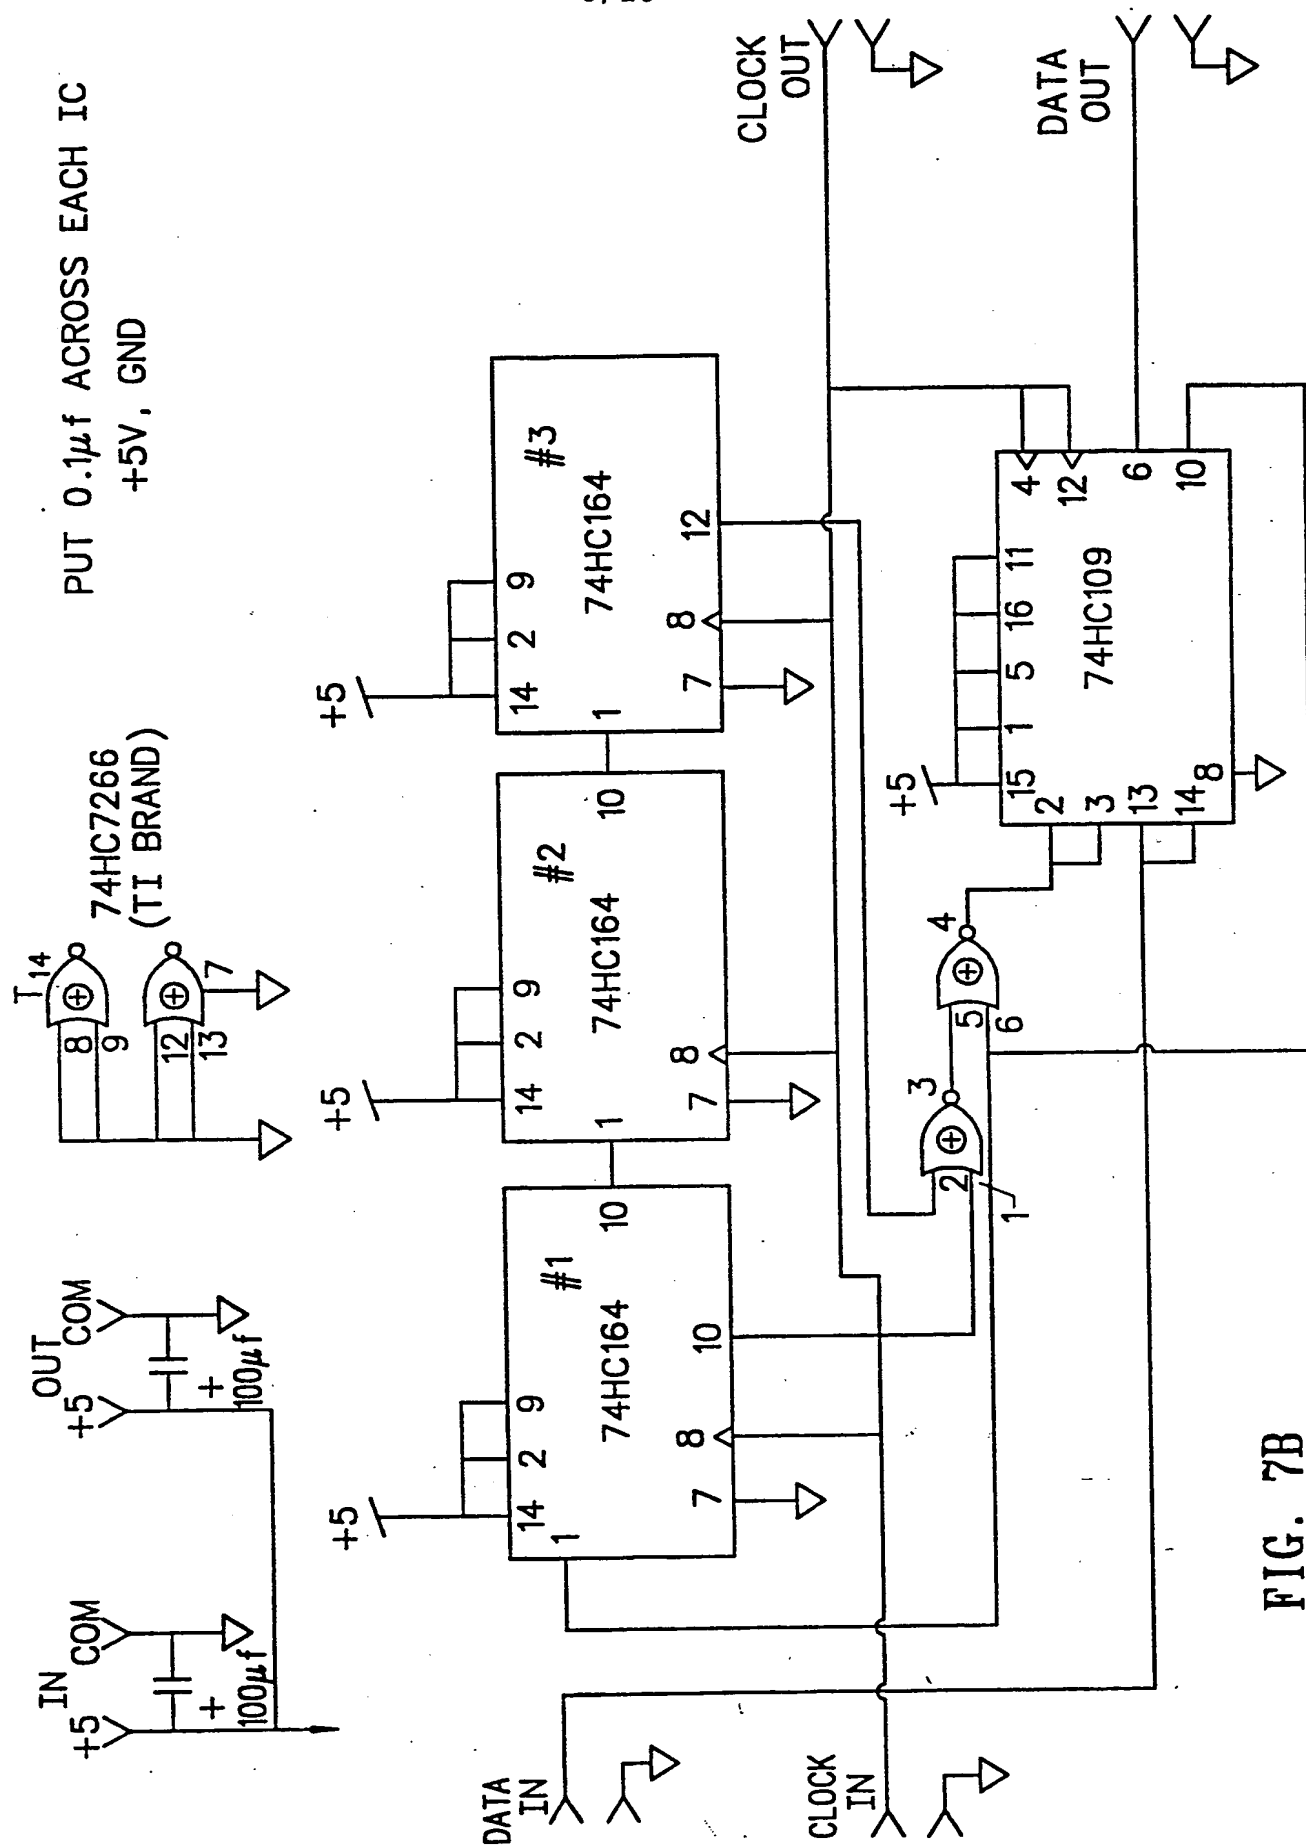 PUT 0.1μf ACROSS EACH IC
+5V, GND
IN
+5
COM
+
100μf
OUT
+5
COM
+
100μf
T
14
8
9
12
13
7
74HC7266
(TI BRAND)
+5
14
2
9
1
#1
74HC164
10
7
8
10
+5
14
2
9
1
#2
74HC164
10
7
8
+5
14
2
9
1
#3
74HC164
7
8
12
DATA
IN
CLOCK
IN
2
1
3
5
6
4
+5
15
1
5
16
11
2
3
13
14
8
74HC109
4
12
6
10
CLOCK
OUT
DATA
OUT
FIG. 7B